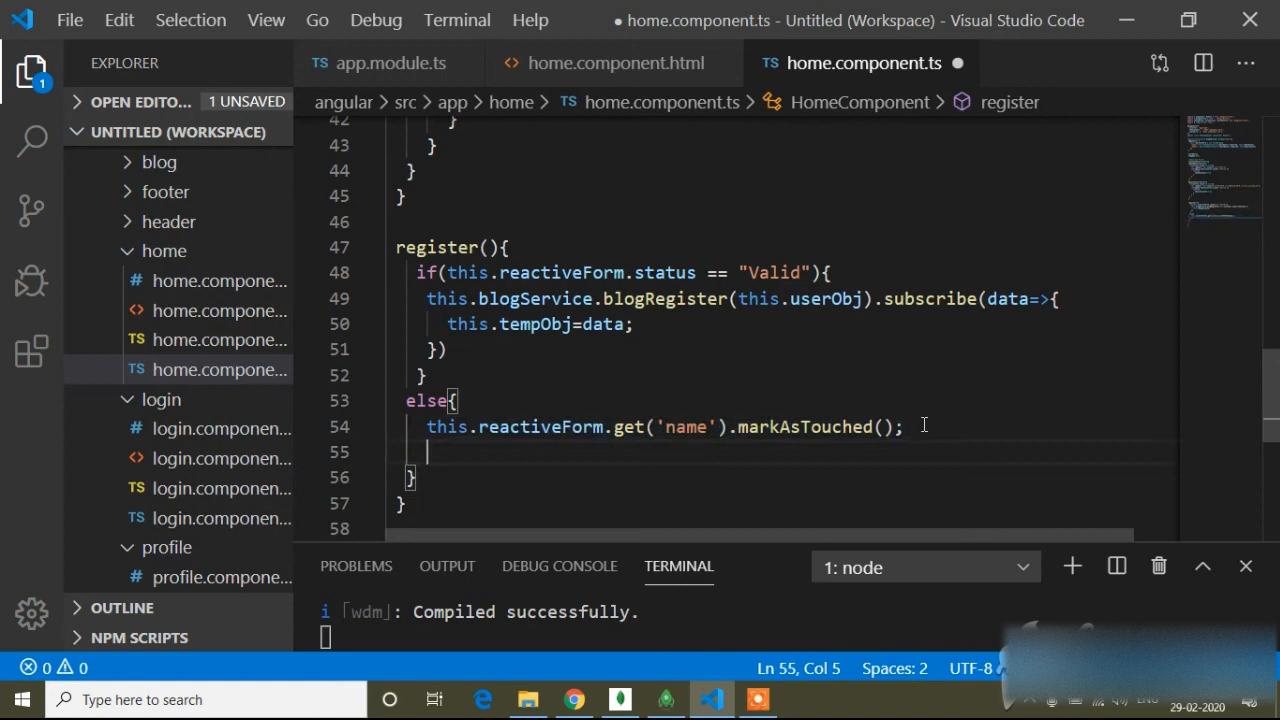 File Edit Selection View Go Debug Terminal Help ● home.component.ts - Untitled (Workspace) - Visual Studio Code
EXPLORER
TS app.module.ts <> home.component.html TS home.component.ts ●
1
OPEN EDITO... 1 UNSAVED
angular > src > app > home > TS home.component.ts > HomeComponent > register
UNTITLED (WORKSPACE)
blog
footer
header
home
# home.compone...
<> home.compone...
TS home.compone...
TS home.compone...
login
# login.componen...
<> login.componen...
TS login.componen...
TS login.componen...
profile
# profile.compone...
OUTLINE
NPM SCRIPTS
42 }
43 }
44 }
45 }
46
47 register(){
48 if(this.reactiveForm.status == "Valid"){
49 this.blogService.blogRegister(this.userObj).subscribe(data=>{
50 this.tempObj=data;
51 })
52 }
53 else{
54 this.reactiveForm.get('name').markAsTouched();
55
56 }
57 }
58
PROBLEMS OUTPUT DEBUG CONSOLE TERMINAL 1: node
i ｢wdm｣: Compiled successfully.
0 0 Ln 55, Col 5 Spaces: 2 UTF-8
Type here to search
ENG
29-02-2020